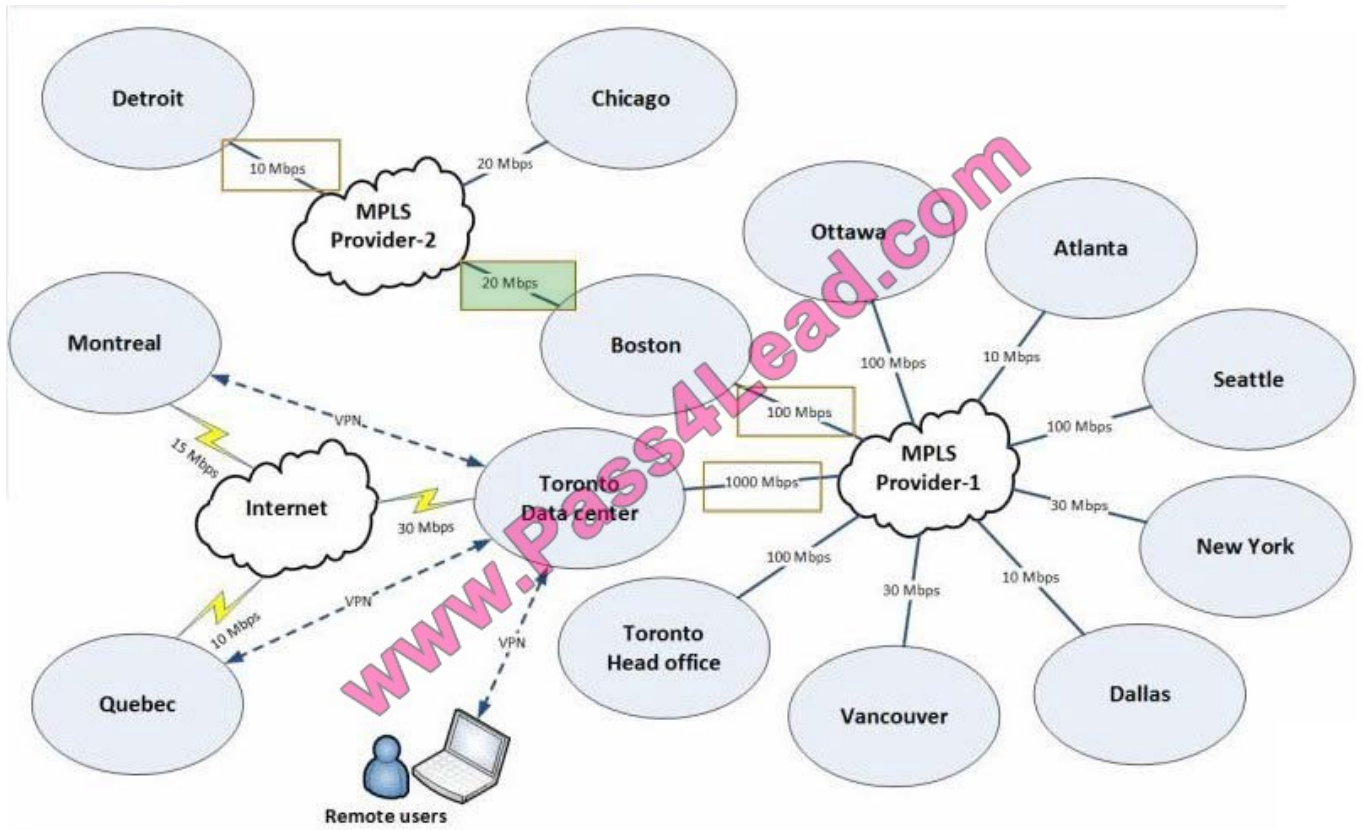 Detroit
Chicago
10 Mbps
20 Mbps
MPLS
Provider-2
20 Mbps
Ottawa
Atlanta
Montreal
Boston
100 Mbps
10 Mbps
Seattle
VPN
100 Mbps
100 Mbps
15 Mbps
MPLS
Provider-1
Internet
Toronto
Data center
1000 Mbps
30 Mbps
30 Mbps
New York
100 Mbps
10 Mbps
VPN
30 Mbps
10 Mbps
VPN
Toronto
Head office
Quebec
Vancouver
Dallas
Remote users
www.Pass4Lead.com